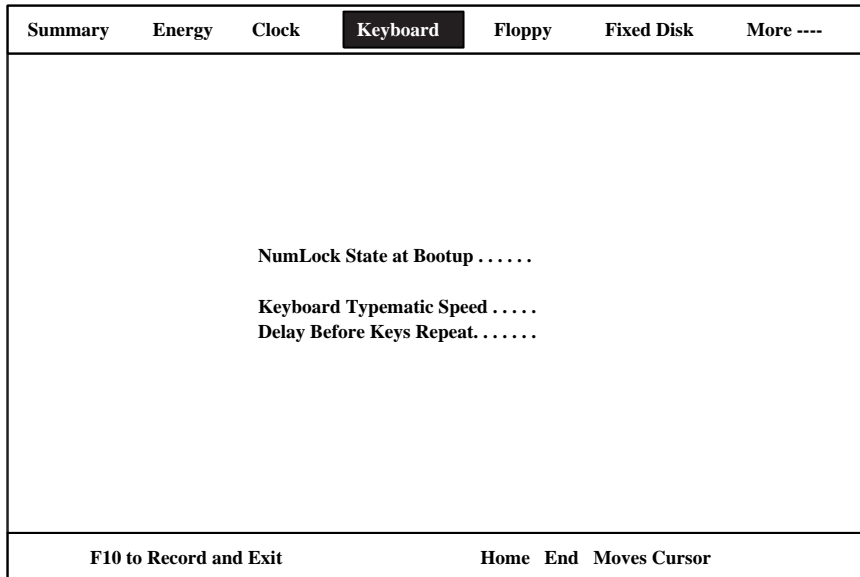 Summary Energy Clock Keyboard Floppy Fixed Disk More ----
NumLock State at Bootup . . . . . .
Keyboard Typematic Speed . . . . .
Delay Before Keys Repeat. . . . . . .
F10 to Record and Exit Home End Moves Cursor